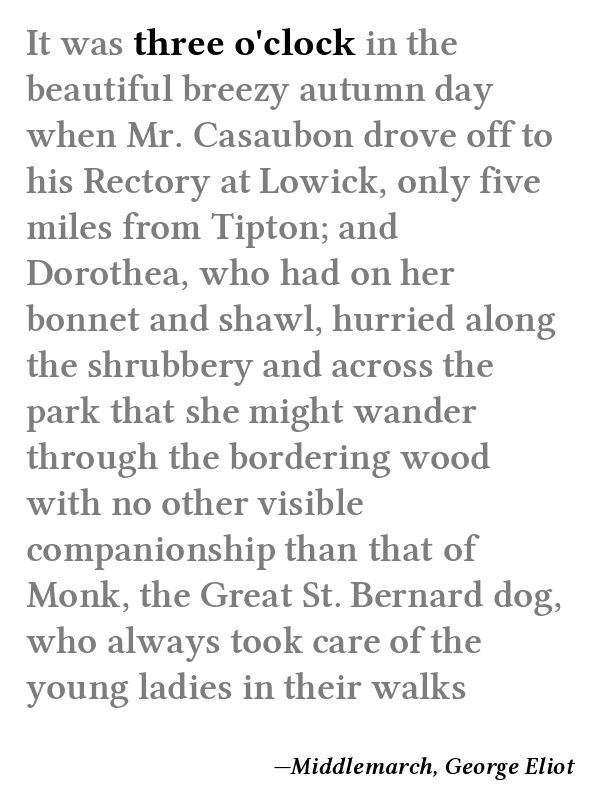 It was three o'clock in the
beautiful breezy autumn day
when Mr. Casaubon drove off to
his Rectory at Lowick, only five
miles from Tipton; and
Dorothea, who had on her
bonnet and shawl, hurried along
the shrubbery and across the
park that she might wander
through the bordering wood
with no other visible
companionship than that of
Monk, the Great St. Bernard dog,
who always took care of the
young ladies in their walks
—Middlemarch, George Eliot